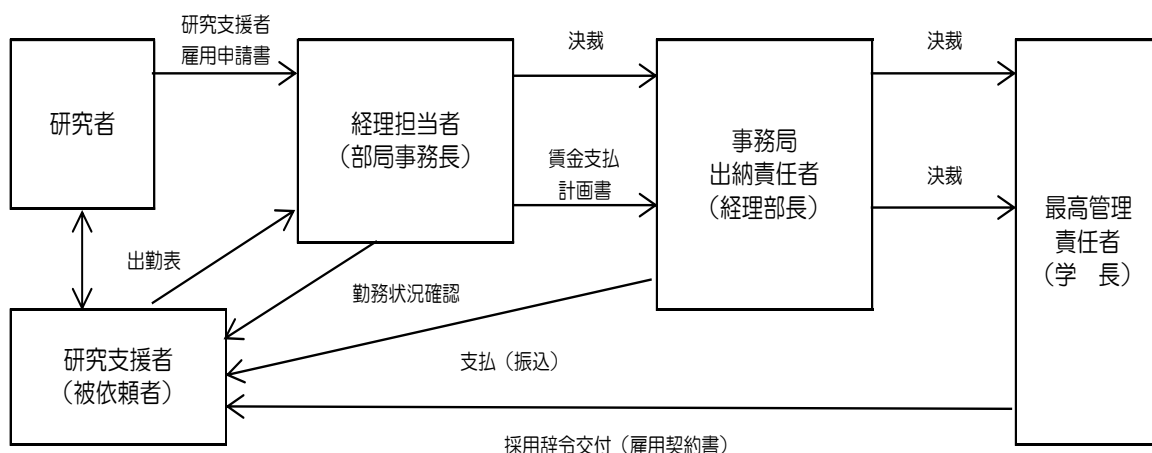 研究支援者
雇用申請書
決裁
決裁
研究者
経理担当者
（部局事務長）
事務局
出納責任者
（経理部長）
賃金支払
計画書
決裁
最高管理
責任者
（学　長）
出勤表
勤務状況確認
研究支援者
（被依頼者）
支払（振込）
採用辞令交付（雇用契約書）